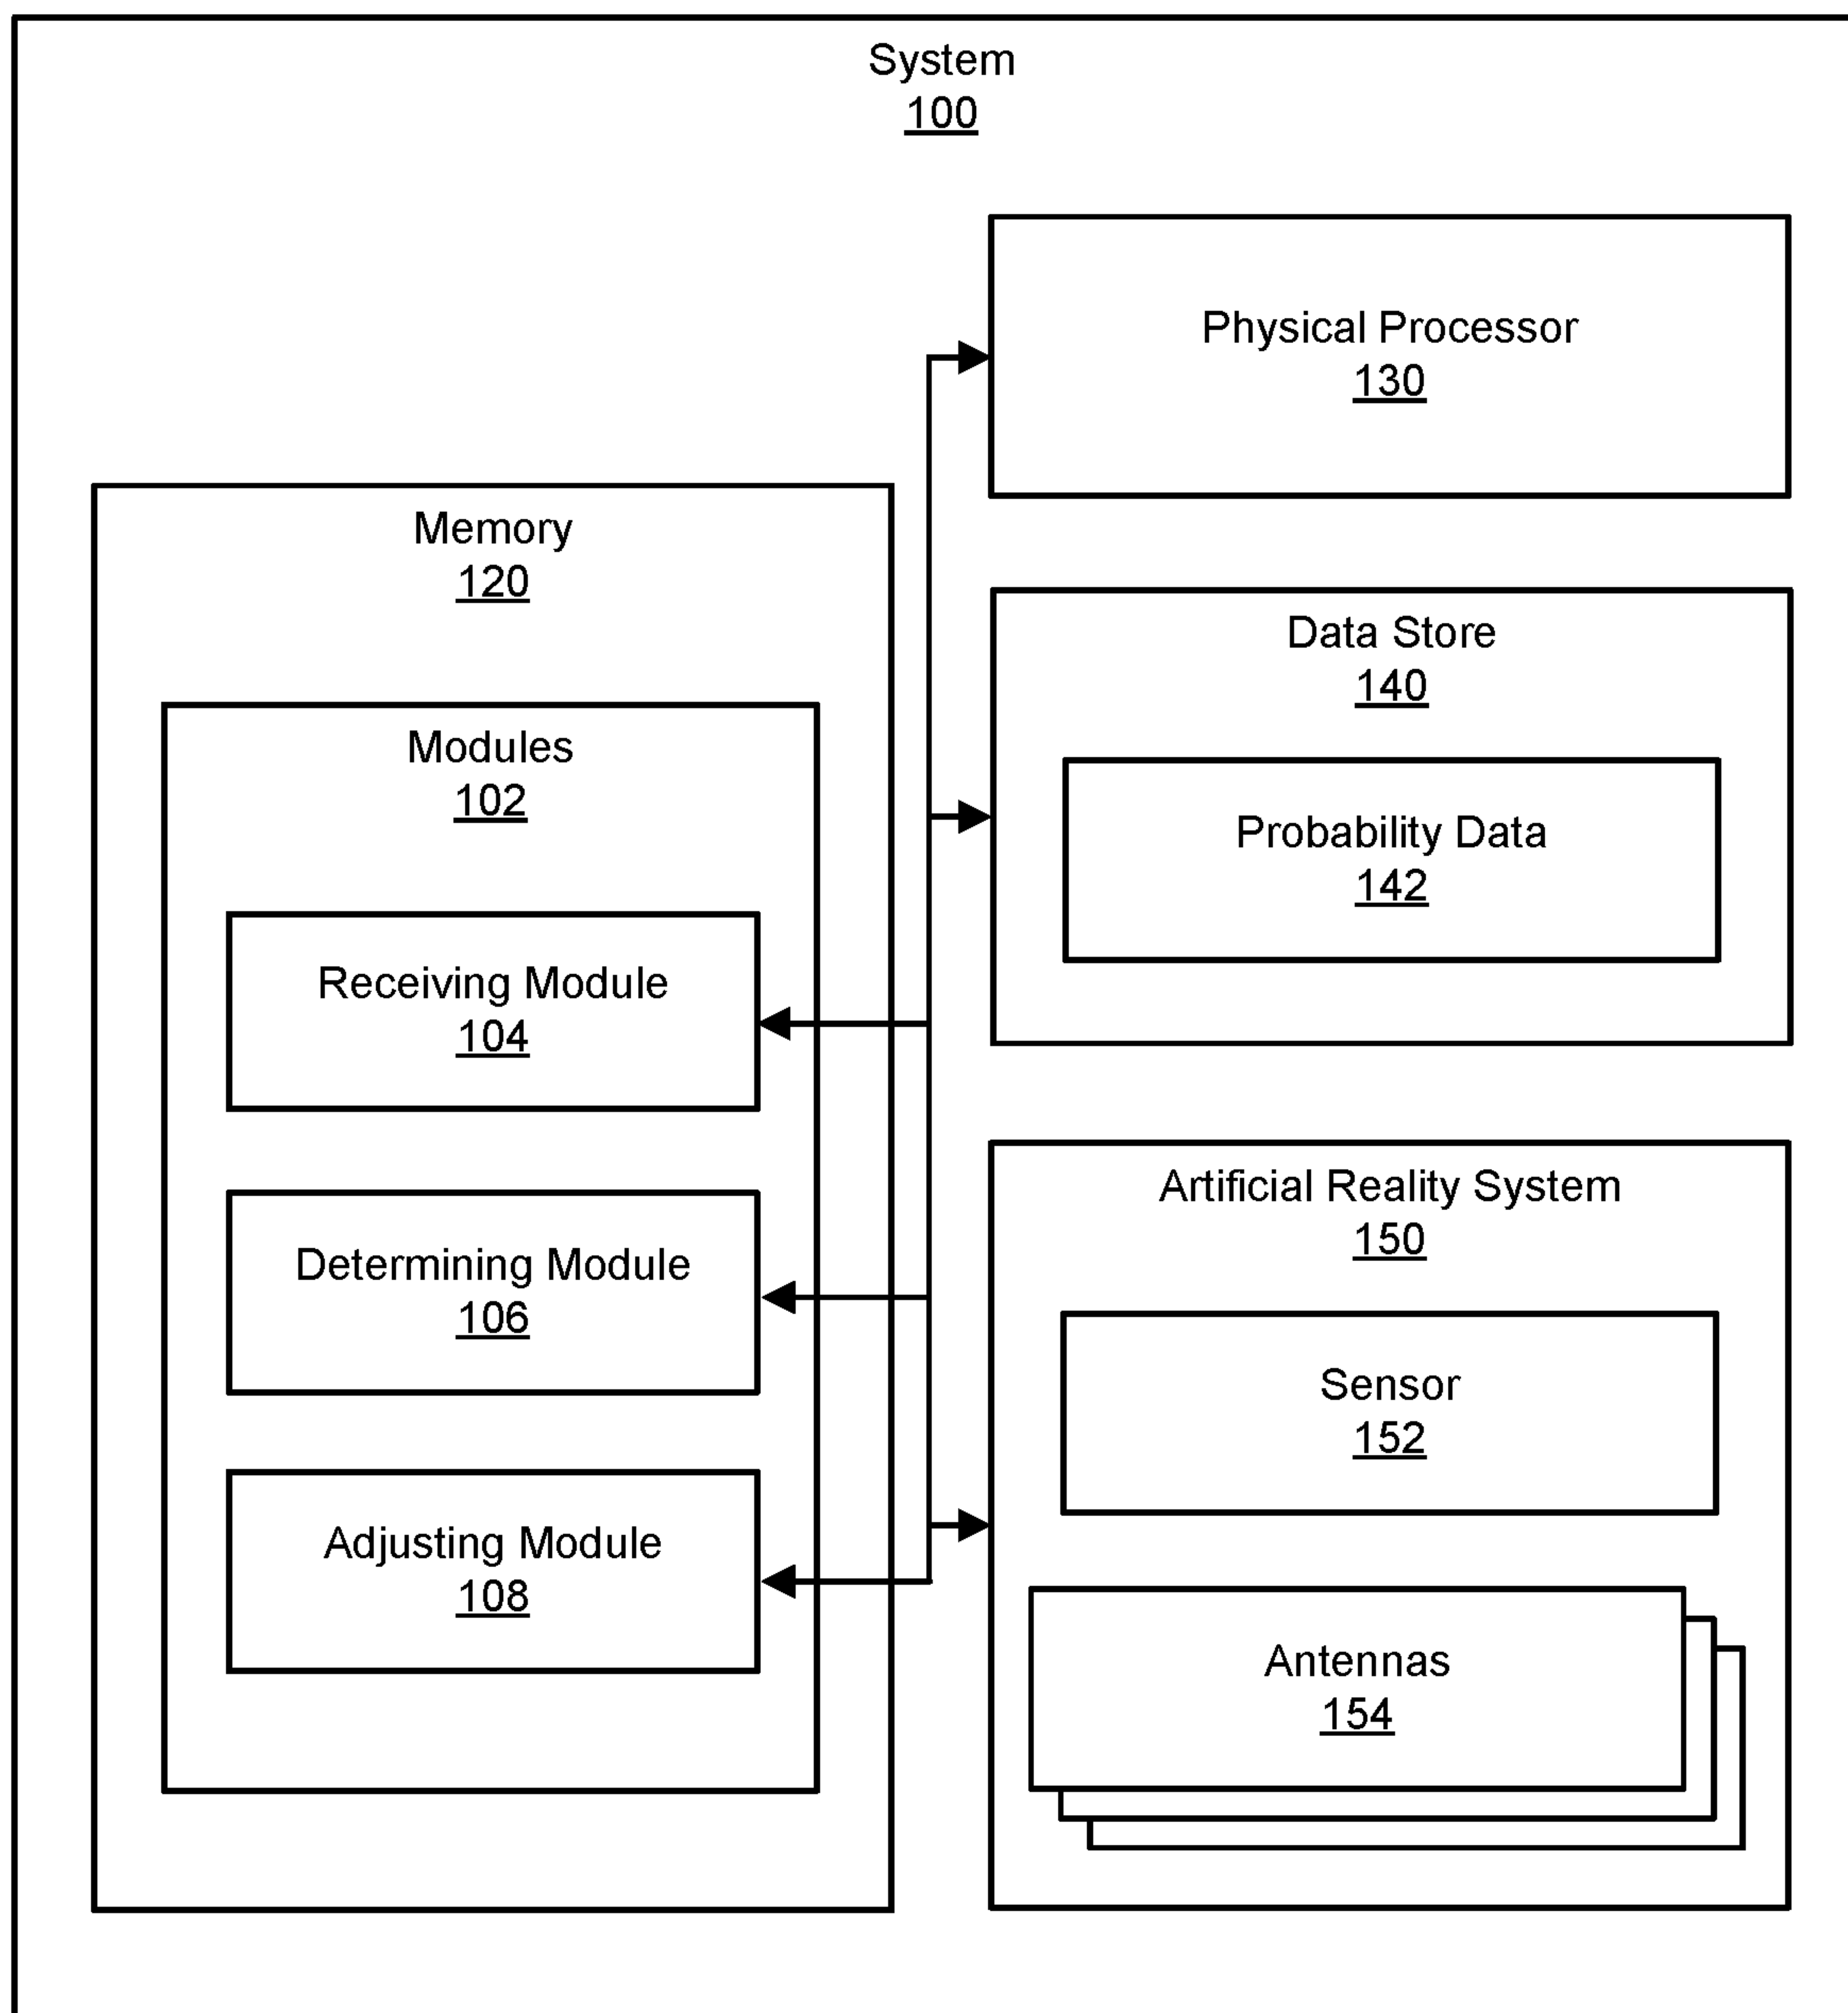 System
100
Physical Processor
130
Memory
120
Data Store
140
Modules
102
Probability Data
142
Receiving Module
104
Artificial Reality System
150
Determining Module
106
Sensor
152
Adjusting Module
108
Antennas
154